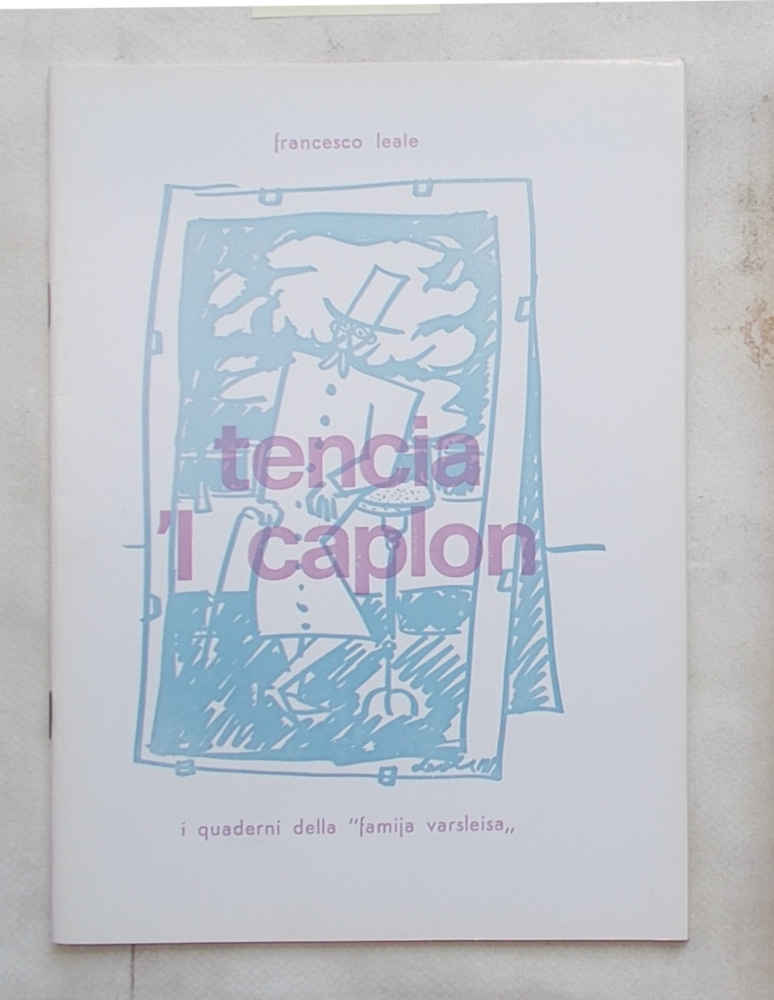 francesco leale
tencia
'l caplon
i quaderni della "famija varsleisa„